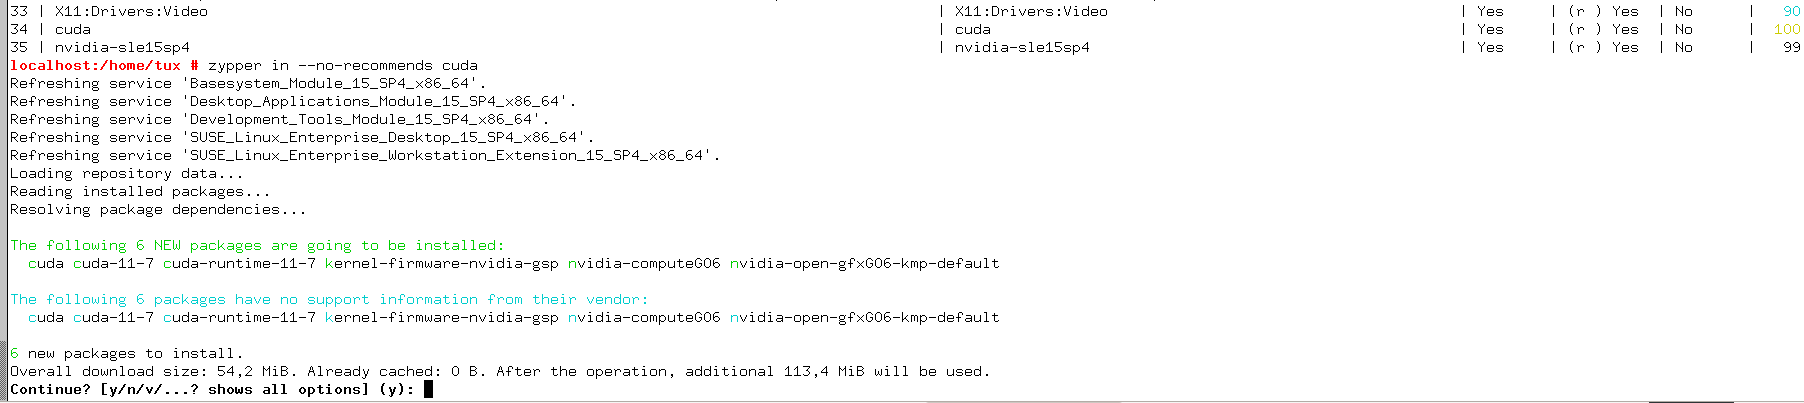 33 | X11:Drivers:Video | X11:Drivers:Video | Yes | (r ) Yes | No | 90
34 | cuda | cuda | Yes | (r ) Yes | No | 100
35 | nvidia-sle15sp4 | nvidia-sle15sp4 | Yes | (r ) Yes | No | 99
localhost:/home/tux # zypper in --no-recommends cuda
Refreshing service 'Basesystem_Module_15_SP4_x86_64'.
Refreshing service 'Desktop_Applications_Module_15_SP4_x86_64'.
Refreshing service 'Development_Tools_Module_15_SP4_x86_64'.
Refreshing service 'SUSE_Linux_Enterprise_Desktop_15_SP4_x86_64'.
Refreshing service 'SUSE_Linux_Enterprise_Workstation_Extension_15_SP4_x86_64'.
Loading repository data...
Reading installed packages...
Resolving package dependencies...
The following 6 NEW packages are going to be installed:
cuda cuda-11-7 cuda-runtime-11-7 kernel-firmware-nvidia-gsp nvidia-computeG06 nvidia-open-gfxG06-kmp-default
The following 6 packages have no support information from their vendor:
cuda cuda-11-7 cuda-runtime-11-7 kernel-firmware-nvidia-gsp nvidia-computeG06 nvidia-open-gfxG06-kmp-default
6 new packages to install.
Overall download size: 54,2 MiB. Already cached: 0 B. After the operation, additional 113,4 MiB will be used.
Continue? [y/n/v/...? shows all options] (y):